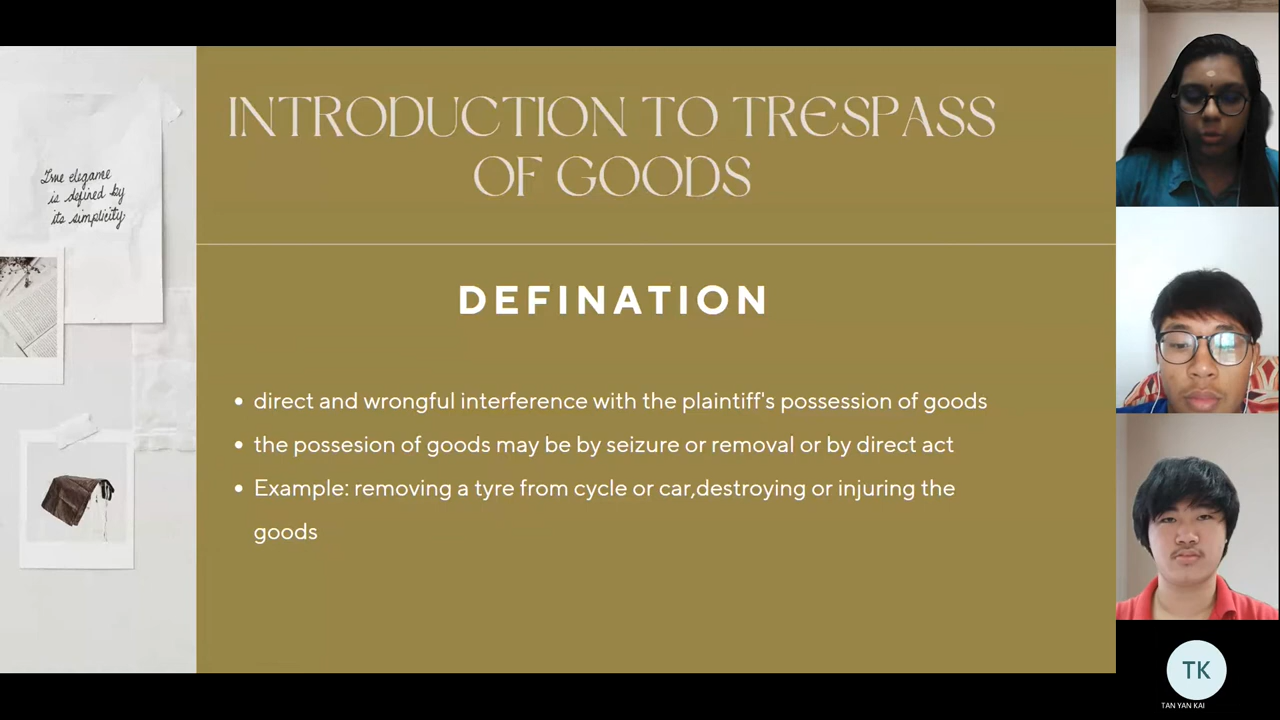 INTRODUCTION TO TRESPASS
OF GOODS
True elegance
is defined by
its simplicity
DEFINATION
direct and wrongful interference with the plaintiff's possession of goods
the possesion of goods may be by seizure or removal or by direct act
Example: removing a tyre from cycle or car,destroying or injuring the
goods
TK
TAN YAN KAI